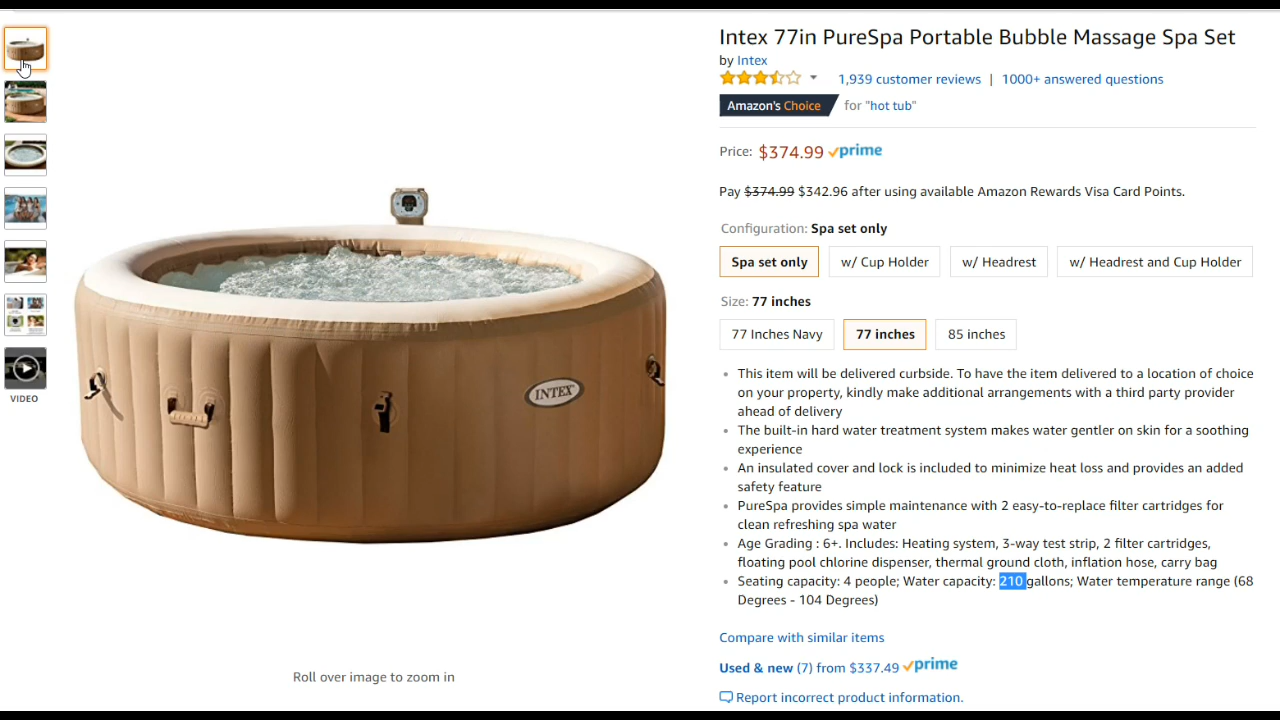 Intex 77in PureSpa Portable Bubble Massage Spa Set
by Intex
1,939 customer reviews | 1000+ answered questions
Amazon's Choice for "hot tub"
Price: $374.99 prime
Pay $374.99 $342.96 after using available Amazon Rewards Visa Card Points.
Configuration: Spa set only
Spa set only w/ Cup Holder w/ Headrest w/ Headrest and Cup Holder
Size: 77 inches
77 Inches Navy 77 inches 85 inches
• This item will be delivered curbside. To have the item delivered to a location of choice
on your property, kindly make additional arrangements with a third party provider
ahead of delivery
• The built-in hard water treatment system makes water gentler on skin for a soothing
experience
• An insulated cover and lock is included to minimize heat loss and provides an added
safety feature
• PureSpa provides simple maintenance with 2 easy-to-replace filter cartridges for
clean refreshing spa water
• Age Grading : 6+. Includes: Heating system, 3-way test strip, 2 filter cartridges,
floating pool chlorine dispenser, thermal ground cloth, inflation hose, carry bag
• Seating capacity: 4 people; Water capacity: 210 gallons; Water temperature range (68
Degrees - 104 Degrees)
Compare with similar items
Used & new (7) from $337.49 prime
Report incorrect product information.
VIDEO
INTEX
Roll over image to zoom in